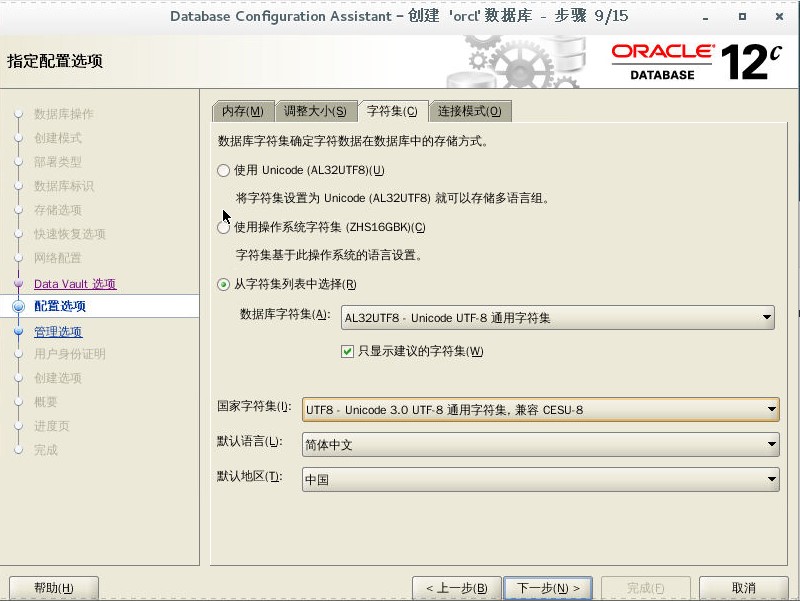 Database Configuration Assistant – 创建 'orcl' 数据库 - 步骤 9/15
指定配置选项
ORACLE
DATABASE
12c
数据库操作
创建模式
部署类型
数据库标识
存储选项
快速恢复选项
网络配置
Data Vault 选项
配置选项
管理选项
用户身份证明
创建选项
概要
进度页
完成
内存(M) 调整大小(S) 字符集(C) 连接模式(O)
数据库字符集确定字符数据在数据库中的存储方式。
使用 Unicode (AL32UTF8)(U)
将字符集设置为 Unicode (AL32UTF8) 就可以存储多语言组。
使用操作系统字符集 (ZHS16GBK)(C)
字符集基于此操作系统的语言设置。
从字符集列表中选择(R)
数据库字符集(A): AL32UTF8 - Unicode UTF-8 通用字符集
只显示建议的字符集(W)
国家字符集(I): UTF8 - Unicode 3.0 UTF-8 通用字符集, 兼容 CESU-8
默认语言(L): 简体中文
默认地区(T): 中国
帮助(H) < 上一步(B) 下一步(N) > 完成(F) 取消